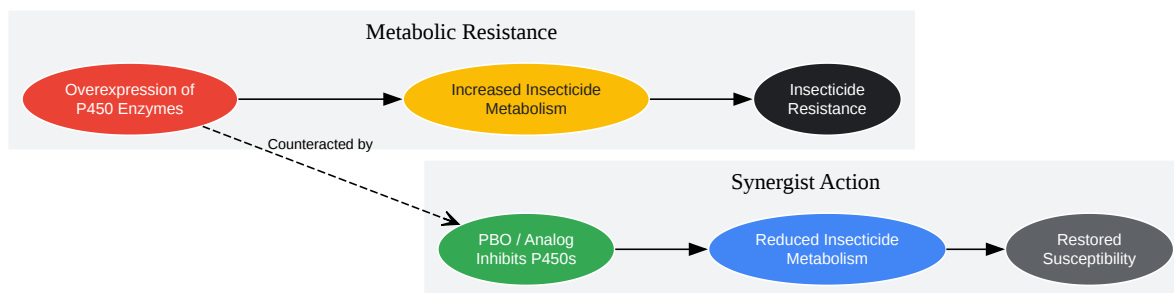 Metabolic Resistance
Overexpression of
P450 Enzymes
Increased Insecticide
Metabolism
Insecticide
Resistance
Counteracted by
Synergist Action
PBO / Analog
Inhibits P450s
Reduced Insecticide
Metabolism
Restored
Susceptibility